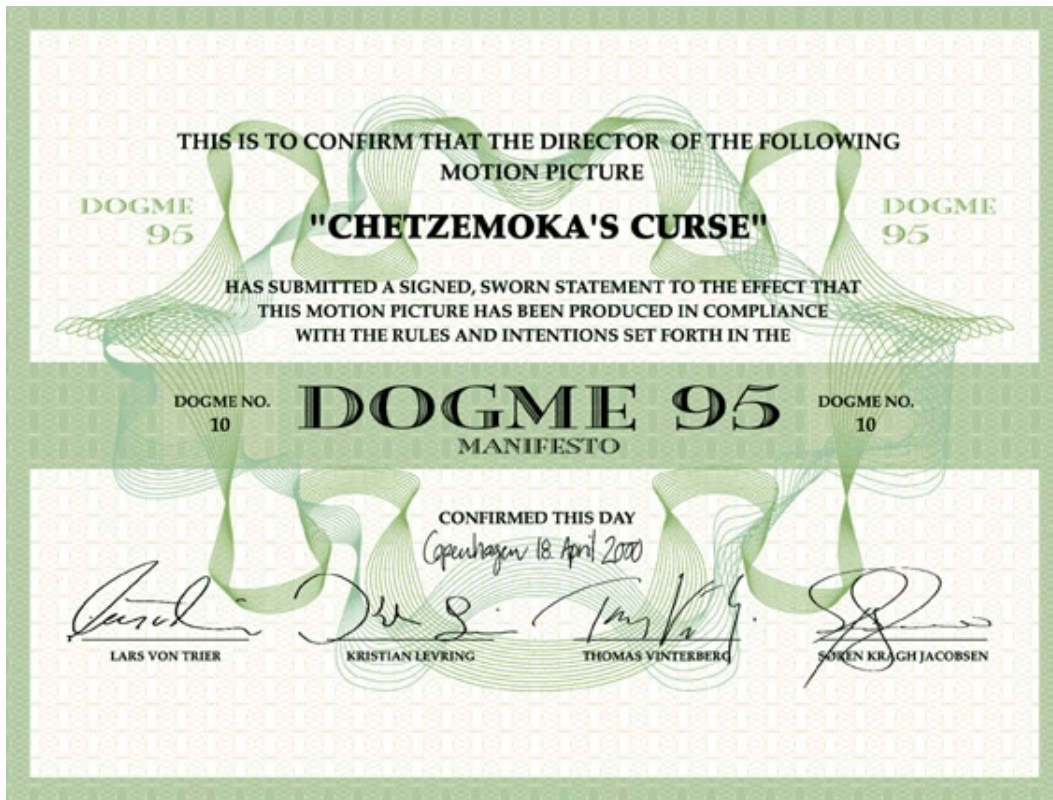 THIS IS TO CONFIRM THAT THE DIRECTOR OF THE FOLLOWING
MOTION PICTURE
DOGME
95
"CHETZEMOKA'S CURSE"
DOGME
95
HAS SUBMITTED A SIGNED, SWORN STATEMENT TO THE EFFECT THAT
THIS MOTION PICTURE HAS BEEN PRODUCED IN COMPLIANCE
WITH THE RULES AND INTENTIONS SET FORTH IN THE
DOGME NO.
10
DOGME 95
MANIFESTO
DOGME NO.
10
CONFIRMED THIS DAY
Copenhagen 18. April 2000
LARS VON TRIER
KRISTIAN LEVRING
THOMAS VINTERBERG
SØREN KRAGH JACOBSEN